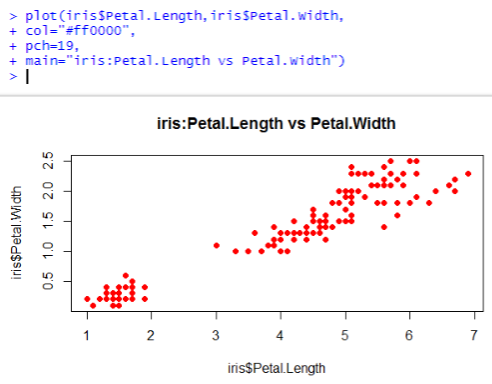 > plot(iris$Petal.Length,iris$Petal.Width,
+ col="#ff0000",
+ pch=19,
+ main="iris:Petal.Length vs Petal.Width")
>
iris:Petal.Length vs Petal.Width
iris$Petal.Width
2.5
2.0
1.5
1.0
0.5
1 2 3 4 5 6 7
iris$Petal.Length